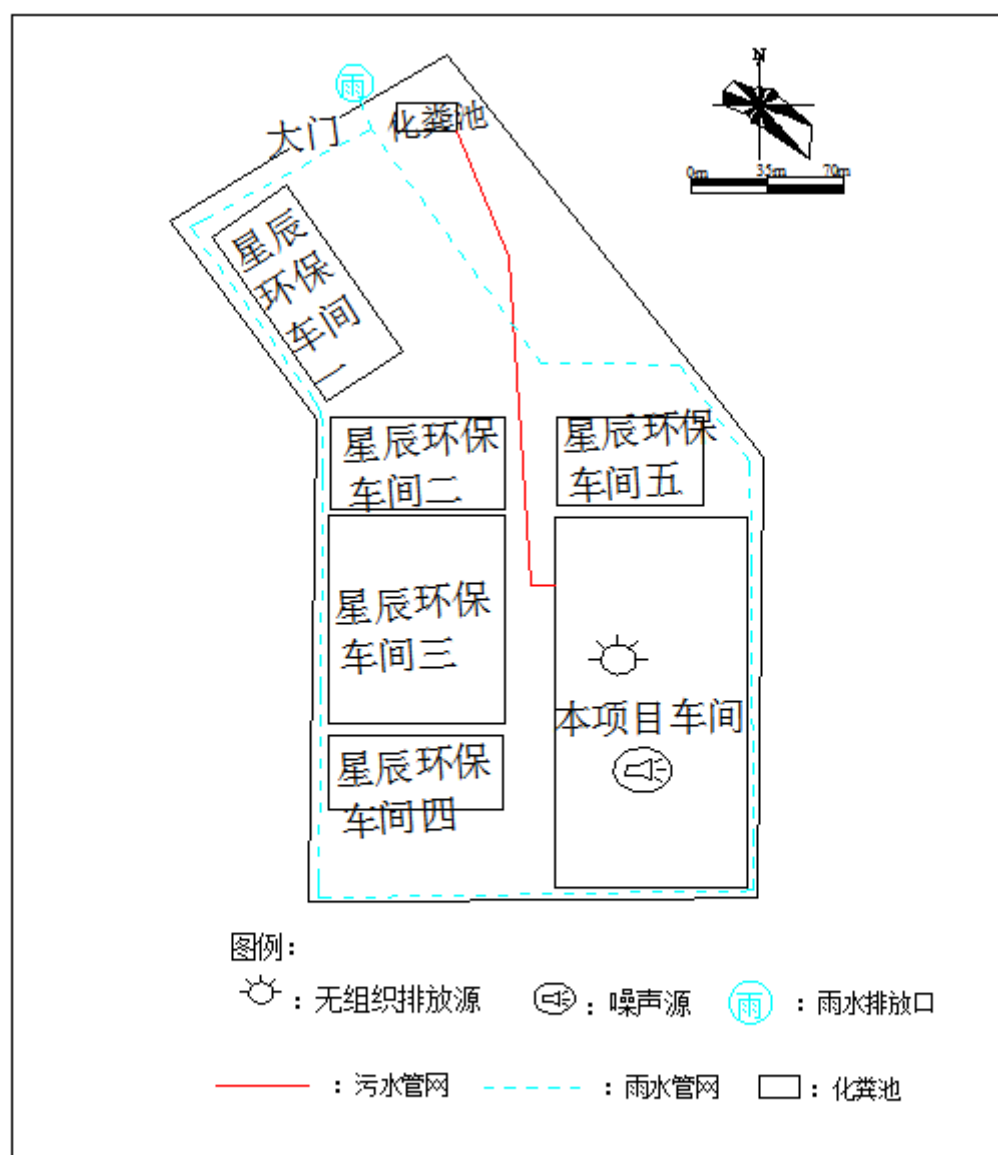 雨
N
大门
化粪池
0m 35m 70m
星辰
环保
车间
一
星辰环保
车间二
星辰环保
车间五
星辰环保
车间三
本项目车间
星辰环保
车间四
图例：
：无组织排放源
：噪声源
雨
：雨水排放口
：污水管网
：雨水管网
：化粪池